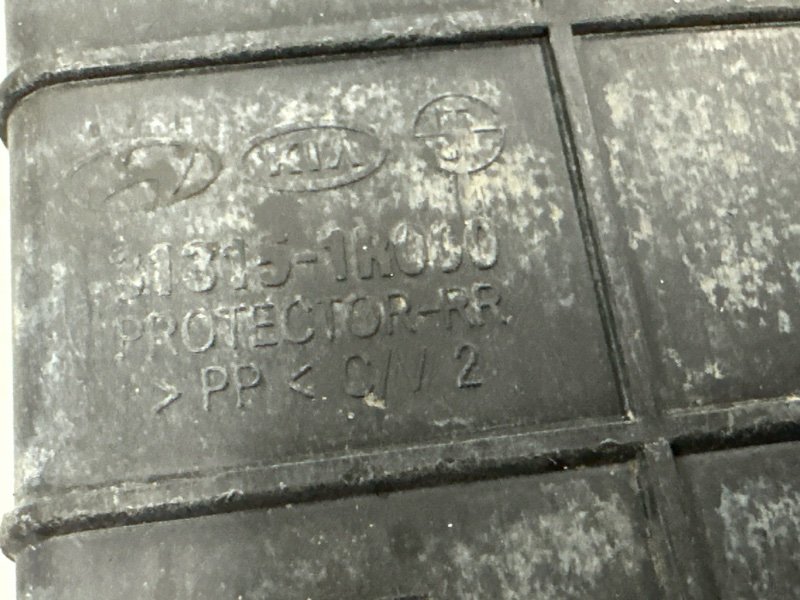 KIA
31315-1R000
PROTECTOR-RR
> PP < C/V 2